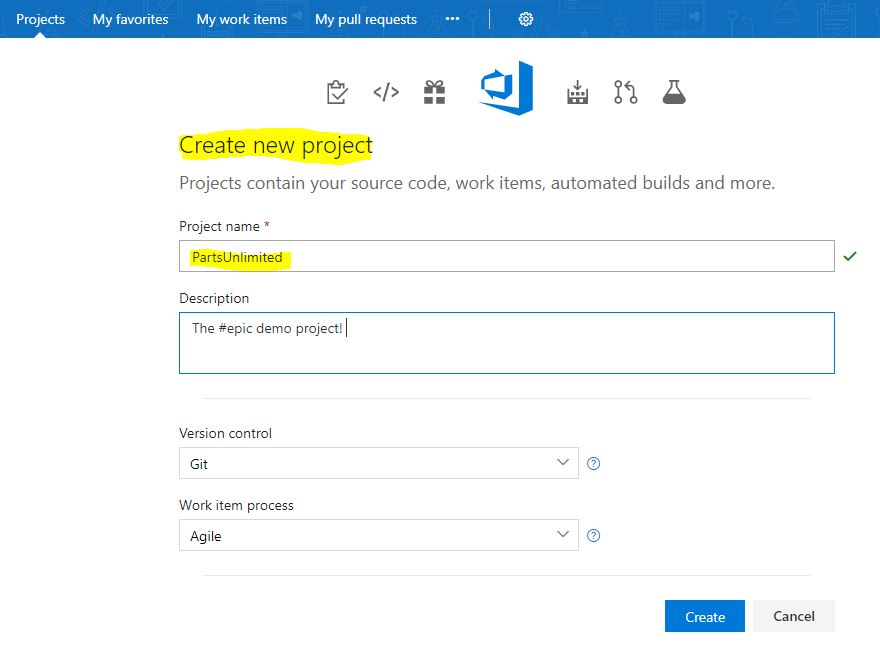 Projects My favorites My work items My pull requests ···
</>
Create new project
Projects contain your source code, work items, automated builds and more.
Project name *
PartsUnlimited
Description
The #epic demo project!
Version control
Git
Work item process
Agile
Create Cancel